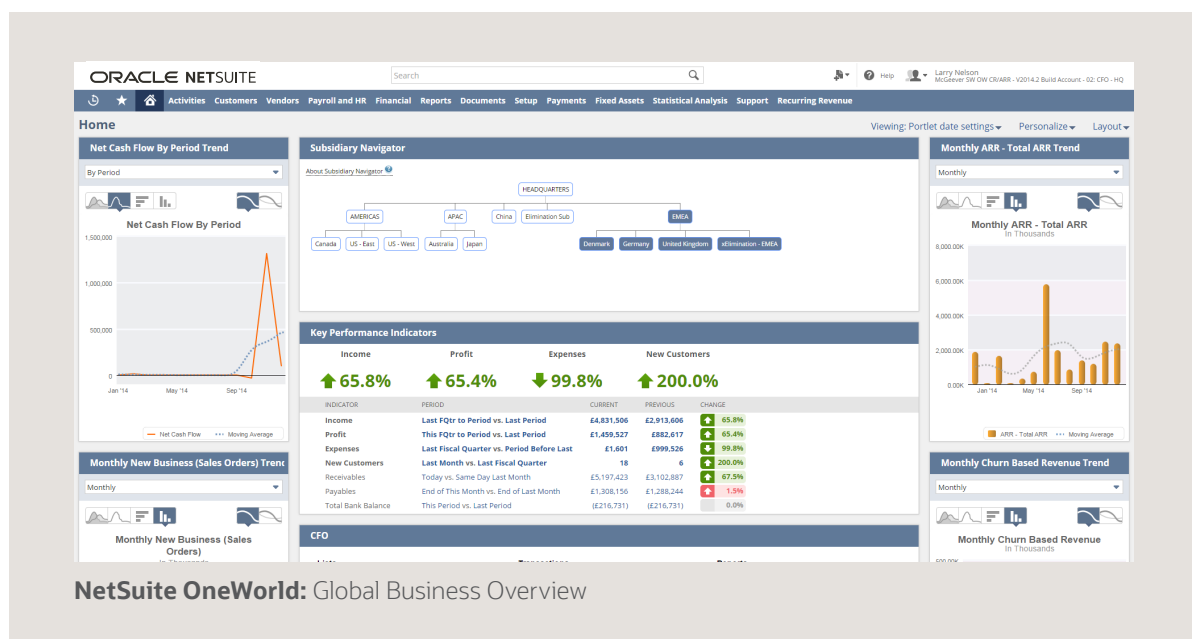 ORACLE NETSUITE
Search
Help
Larry Nelson
McGeever SW OW CR/ARR - V2014.2 Build Account - 02: CFO - HQ
Activities Customers Vendors Payroll and HR Financial Reports Documents Setup Payments Fixed Assets Statistical Analysis Support Recurring Revenue
Home
Viewing: Portlet date settings Personalize Layout
Net Cash Flow By Period Trend
By Period
Net Cash Flow By Period
1,500,000
1,000,000
500,000
0
Jan '14 May '14 Sep '14
Net Cash Flow Moving Average
Monthly New Business (Sales Orders) Trend
Monthly
Monthly New Business (Sales
Orders)
In Thousands
Subsidiary Navigator
About Subsidiary Navigator
HEADQUARTERS
AMERICAS APAC China Elimination Sub EMEA
Canada US - East US - West Australia Japan Denmark Germany United Kingdom xElimination - EMEA
Key Performance Indicators
Income Profit Expenses New Customers
65.8% 65.4% 99.8% 200.0%
INDICATOR PERIOD CURRENT PREVIOUS CHANGE
Income Last FQtr to Period vs. Last Period £4,831,506 £2,913,606 65.8%
Profit This FQtr to Period vs. Last Period £1,459,527 £882,617 65.4%
Expenses Last Fiscal Quarter vs. Period Before Last £1,601 £999,526 99.8%
New Customers Last Month vs. Last Fiscal Quarter 18 6 200.0%
Receivables Today vs. Same Day Last Month £5,197,423 £3,102,887 67.5%
Payables End of This Month vs. End of Last Month £1,308,156 £1,288,244 1.5%
Total Bank Balance This Period vs. Last Period (£216,731) (£216,731) 0.0%
CFO
Monthly ARR - Total ARR Trend
Monthly
Monthly ARR - Total ARR
In Thousands
8,000.00K
6,000.00K
4,000.00K
2,000.00K
0.00K
Jan '14 May '14 Sep '14
ARR - Total ARR Moving Average
Monthly Churn Based Revenue Trend
Monthly
Monthly Churn Based Revenue
In Thousands
NetSuite OneWorld: Global Business Overview